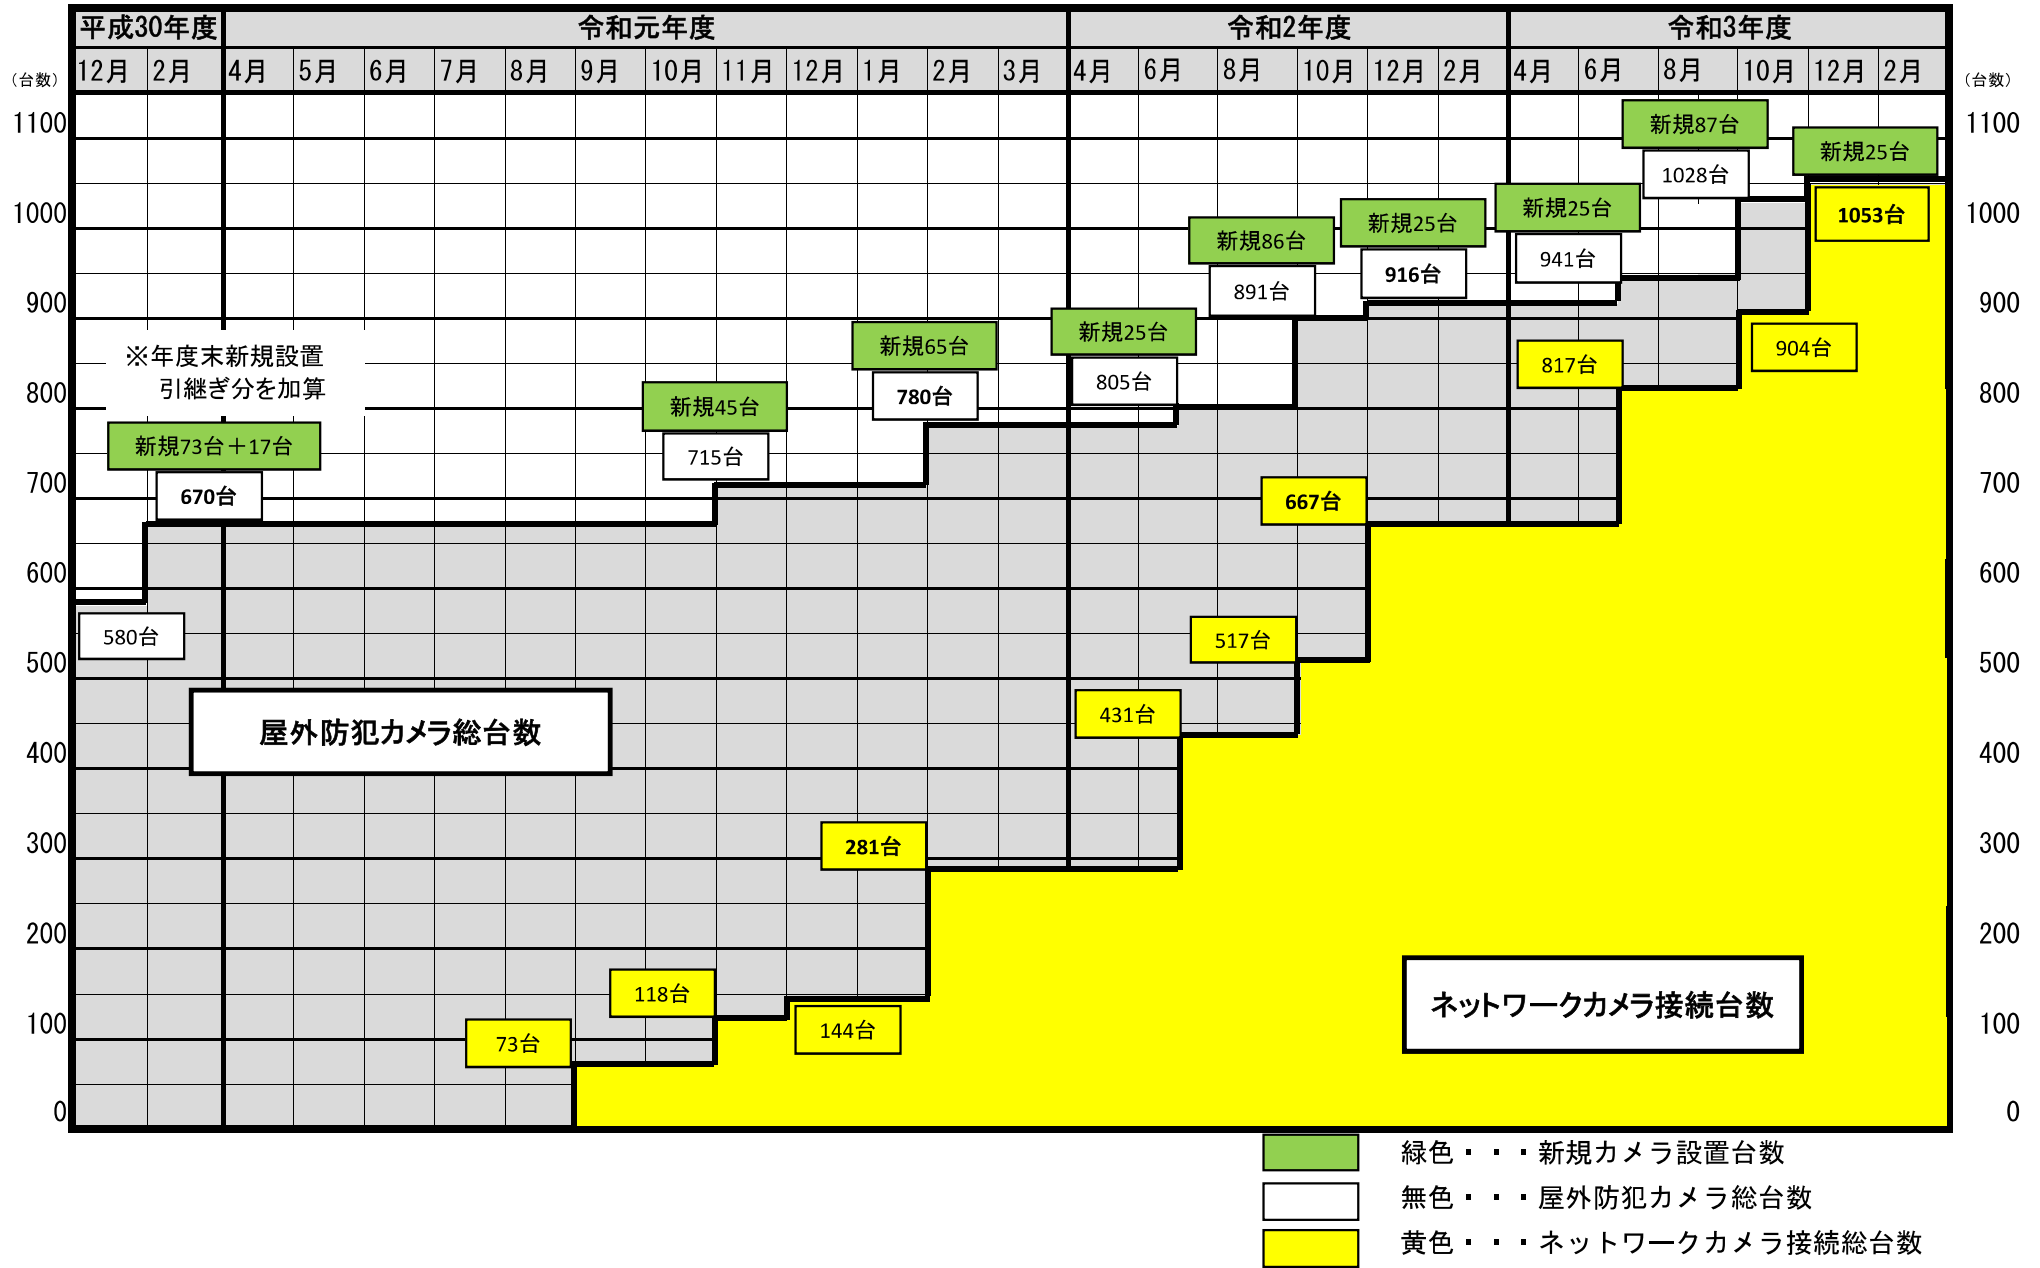 平成30年度 令和元年度 令和2年度 令和3年度
(台数) 12月 2月 4月 5月 6月 7月 8月 9月 10月 11月 12月 1月 2月 3月 4月 6月 8月 10月 12月 2月 4月 6月 8月 10月 12月 2月 (台数)
1100 1100
新規87台
新規25台
1028台
1000 1000
新規25台
新規25台
1053台
新規86台
941台
916台
891台
900 900
新規25台
新規65台
904台
※年度末新規設置
引継ぎ分を加算
817台
805台
800 800
780台
新規45台
新規73台＋17台
715台
700 700
670台
667台
600 600
580台
517台
500 500
431台
屋外防犯カメラ総台数
400 400
300 300
281台
200 200
118台
ネットワークカメラ接続台数
100 100
144台
73台
0 0
緑色・・・新規カメラ設置台数
無色・・・屋外防犯カメラ総台数
黄色・・・ネットワークカメラ接続総台数